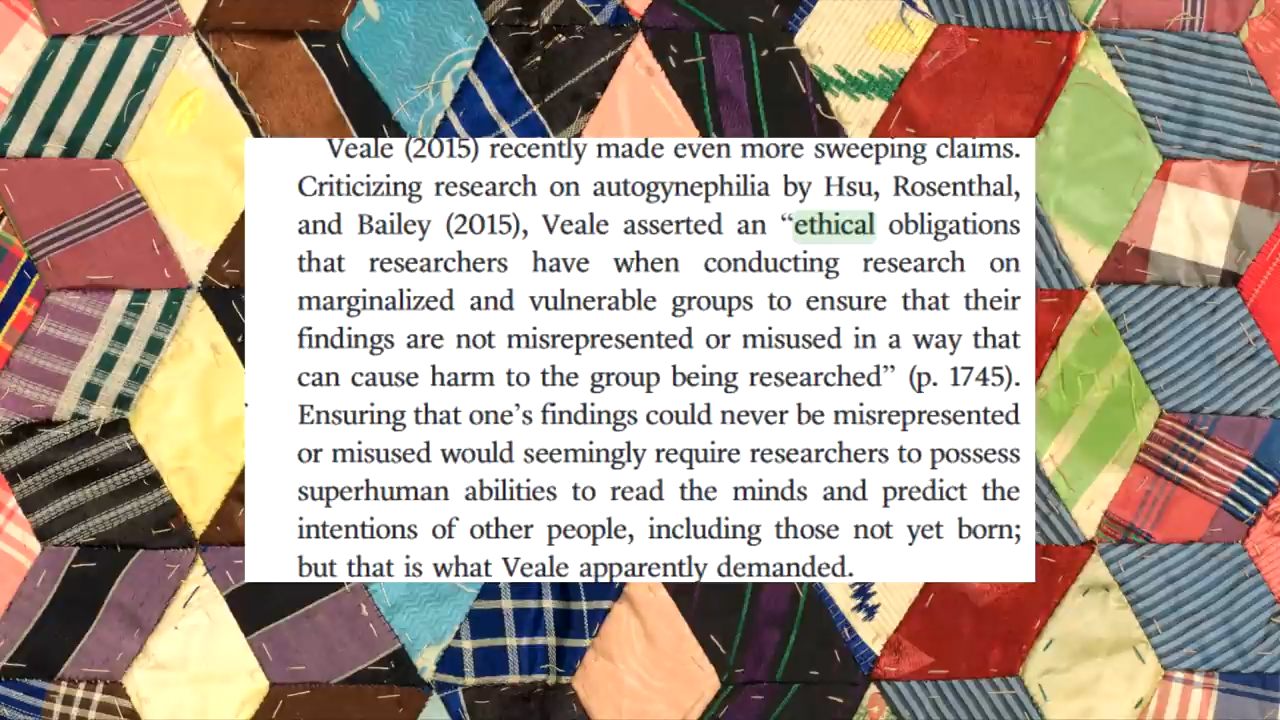 Veale (2015) recently made even more sweeping claims.
Criticizing research on autogynephilia by Hsu, Rosenthal,
and Bailey (2015), Veale asserted an “ethical obligations
that researchers have when conducting research on
marginalized and vulnerable groups to ensure that their
findings are not misrepresented or misused in a way that
can cause harm to the group being researched” (p. 1745).
Ensuring that one’s findings could never be misrepresented
or misused would seemingly require researchers to possess
superhuman abilities to read the minds and predict the
intentions of other people, including those not yet born;
but that is what Veale apparently demanded.